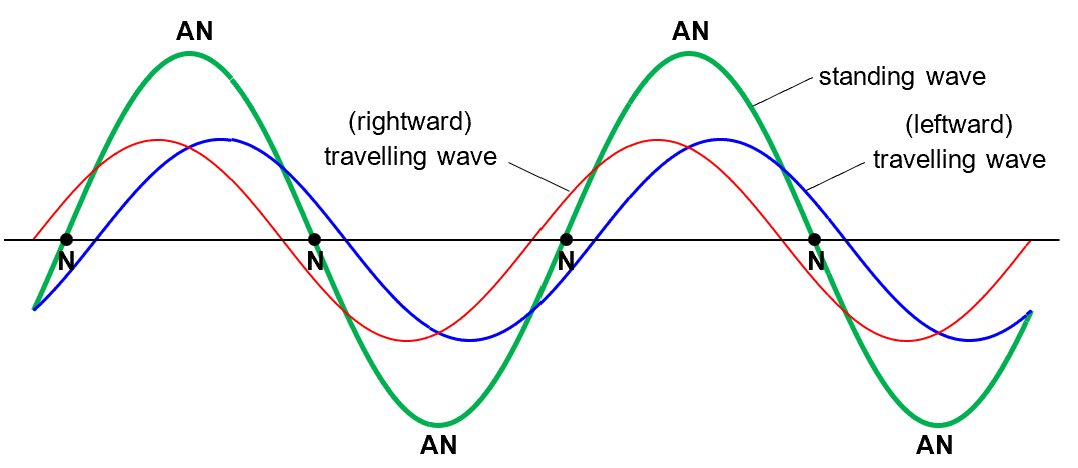 AN
AN
standing wave
(rightward)
travelling wave
(leftward)
travelling wave
N
N
N
N
AN
AN